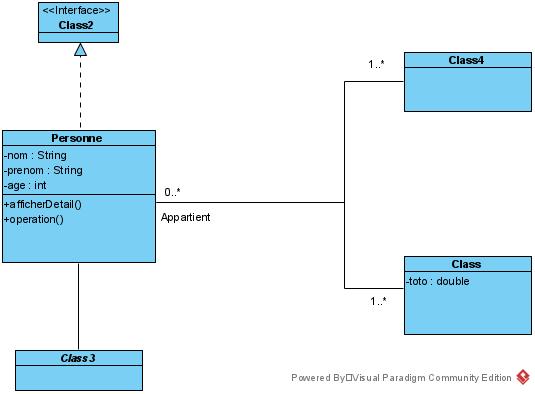 <<Interface>>
Class2
Personne
-nom : String
-prenom : String
-age : int
+afficherDetail()
+operation()
0..*
Appartient
1..*
Class4
Class
-toto : double
1..*
Class3
Powered By Visual Paradigm Community Edition